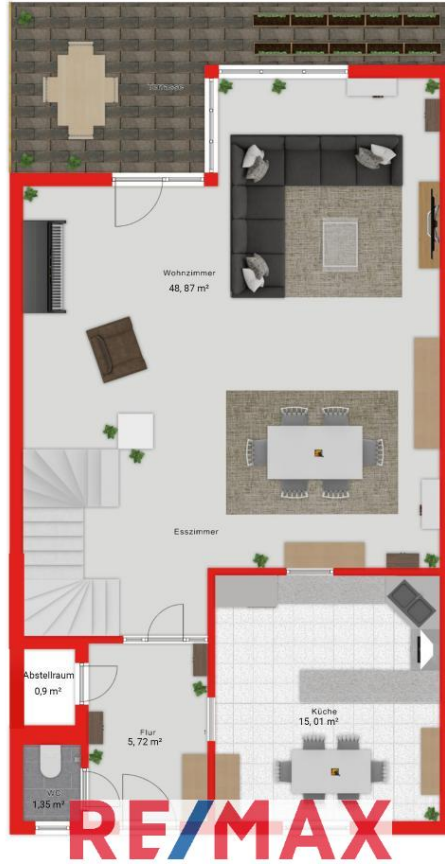 Terrasse
Wohnzimmer
48, 87 m²
Esszimmer
Abstellraum
0,9 m²
Flur
5, 72 m²
Küche
15, 01 m²
WC
1,35 m²
RE/MAX